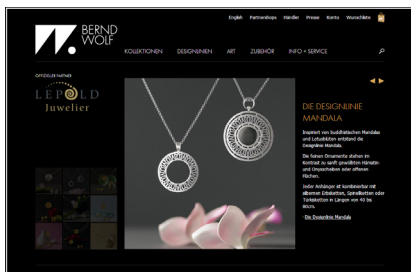 English Partnershops Händler Presse Konto Wunschliste
BERND
WOLF
KOLLEKTIONEN DESIGNLINIEN ART ZUBEHÖR INFO + SERVICE
OFFIZIELLER PARTNER
LEPOLD
Juwelier
DIE DESIGNLINIE
MANDALA
Inspiriert von buddhistischen Mandalas
und Lotusblüten entstand die
Designlinie Mandala.
Die feinen Ornamente stehen im
Kontrast zu sanft gewölbten Hämatin-
und Onyxscheiben oder offenen
Flächen.
Jeder Anhänger ist kombinierbar mit
silbernen Erbsketten, Spiralketten oder
Türkisketten in Längen von 40 bis
80cm.
· Die Designlinie Mandala